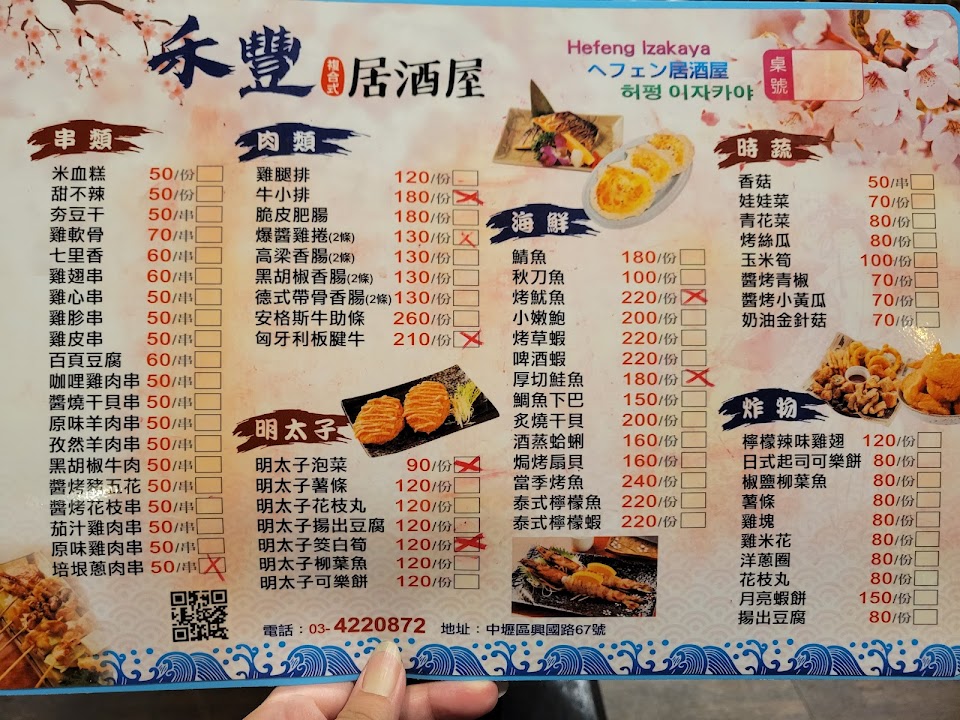 禾豐 複合式 居酒屋
Hefeng Izakaya
ヘフェン居酒屋
허펑 이자카야
桌號
串類
米血糕 50/份
甜不辣 50/份
夯豆干 50/串
雞軟骨 70/串
七里香 60/串
雞翅串 60/串
雞心串 50/串
雞胗串 50/串
雞皮串 50/串
百頁豆腐 60/串
咖哩雞肉串 50/串
醬燒干貝串 50/串
原味羊肉串 50/串
孜然羊肉串 50/串
黑胡椒牛肉 50/串
醬烤豬五花 50/串
醬烤花枝串 50/串
茄汁雞肉串 50/串
原味雞肉串 50/串
培根蔥肉串 50/串
肉類
雞腿排 120/份
牛小排 180/份
脆皮肥腸 180/份
爆醬雞捲(2條) 130/份
高梁香腸(2條) 130/份
黑胡椒香腸(2條) 130/份
德式帶骨香腸(2條) 130/份
安格斯牛肋條 260/份
匈牙利板腱牛 210/份
明太子
明太子泡菜 90/份
明太子薯條 120/份
明太子花枝丸 120/份
明太子揚出豆腐 120/份
明太子筊白筍 120/份
明太子柳葉魚 120/份
明太子可樂餅 120/份
海鮮
鯖魚 180/份
秋刀魚 100/份
烤魷魚 220/份
小嫩鮑 200/份
烤草蝦 220/份
啤酒蝦 220/份
厚切鮭魚 180/份
鯛魚下巴 150/份
炙燒干貝 200/份
酒蒸蛤蜊 160/份
焗烤扇貝 160/份
當季烤魚 240/份
泰式檸檬魚 220/份
泰式檸檬蝦 220/份
時蔬
香菇 50/串
娃娃菜 70/份
青花菜 80/份
烤絲瓜 80/份
玉米筍 100/份
醬烤青椒 70/份
醬烤小黃瓜 70/份
奶油金針菇 70/份
炸物
檸檬辣味雞翅 120/份
日式起司可樂餅 80/份
椒鹽柳葉魚 80/份
薯條 80/份
雞塊 80/份
雞米花 80/份
洋蔥圈 80/份
花枝丸 80/份
月亮蝦餅 150/份
揚出豆腐 80/份
電話：03-4220872 地址：中壢區興國路67號